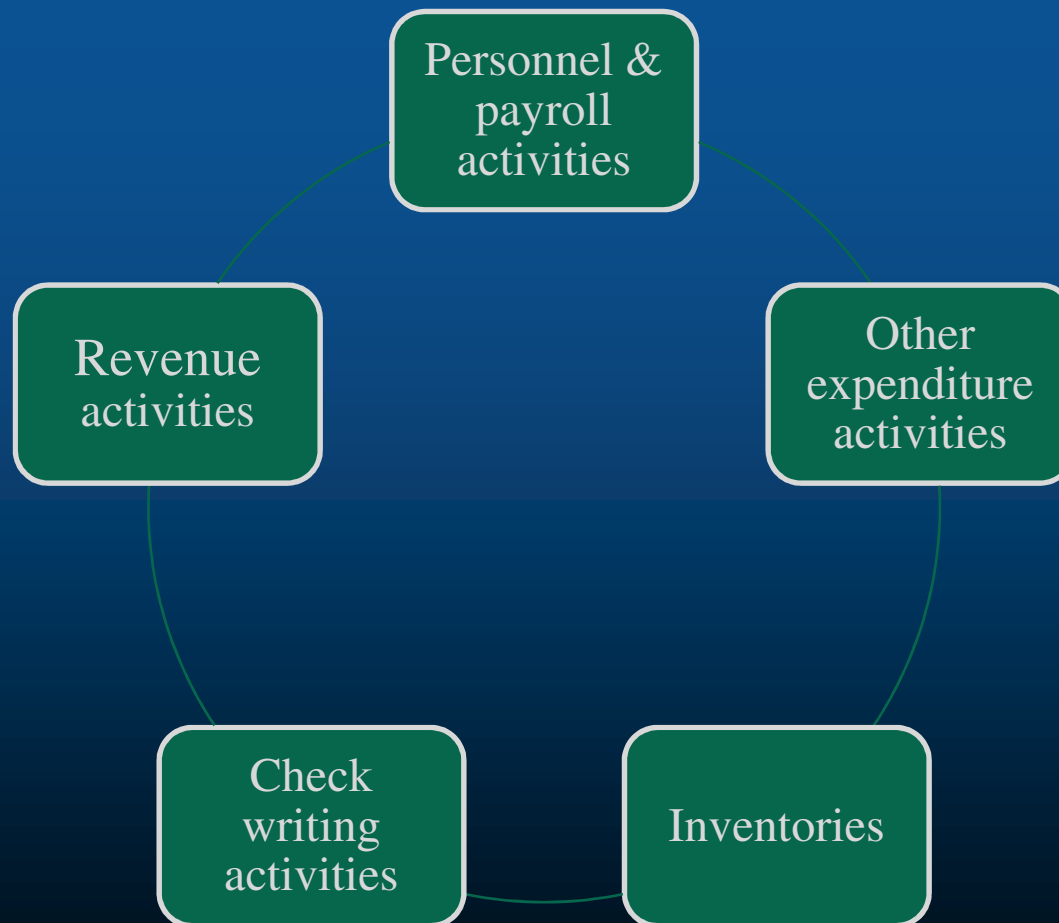 Personnel &
payroll
activities
Revenue
activities
Other
expenditure
activities
Check
writing
activities
Inventories